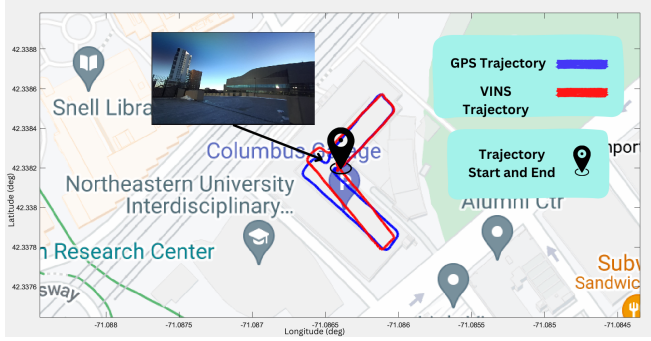 42.3388
42.3386
42.3384
42.3382
42.338
42.3378
42.3376
Latitude (deg)
-71.088
-71.0875
-71.087
-71.0865
-71.086
-71.0855
-71.085
-71.0845
Longitude (deg)
GPS Trajectory
VINS
Trajectory
Trajectory
Start and End
Snell Libra
Columbus G age
Northeastern University
Interdisciplinary...
n Research Center
Alumni Ctr
Subw
Sandwic
sway